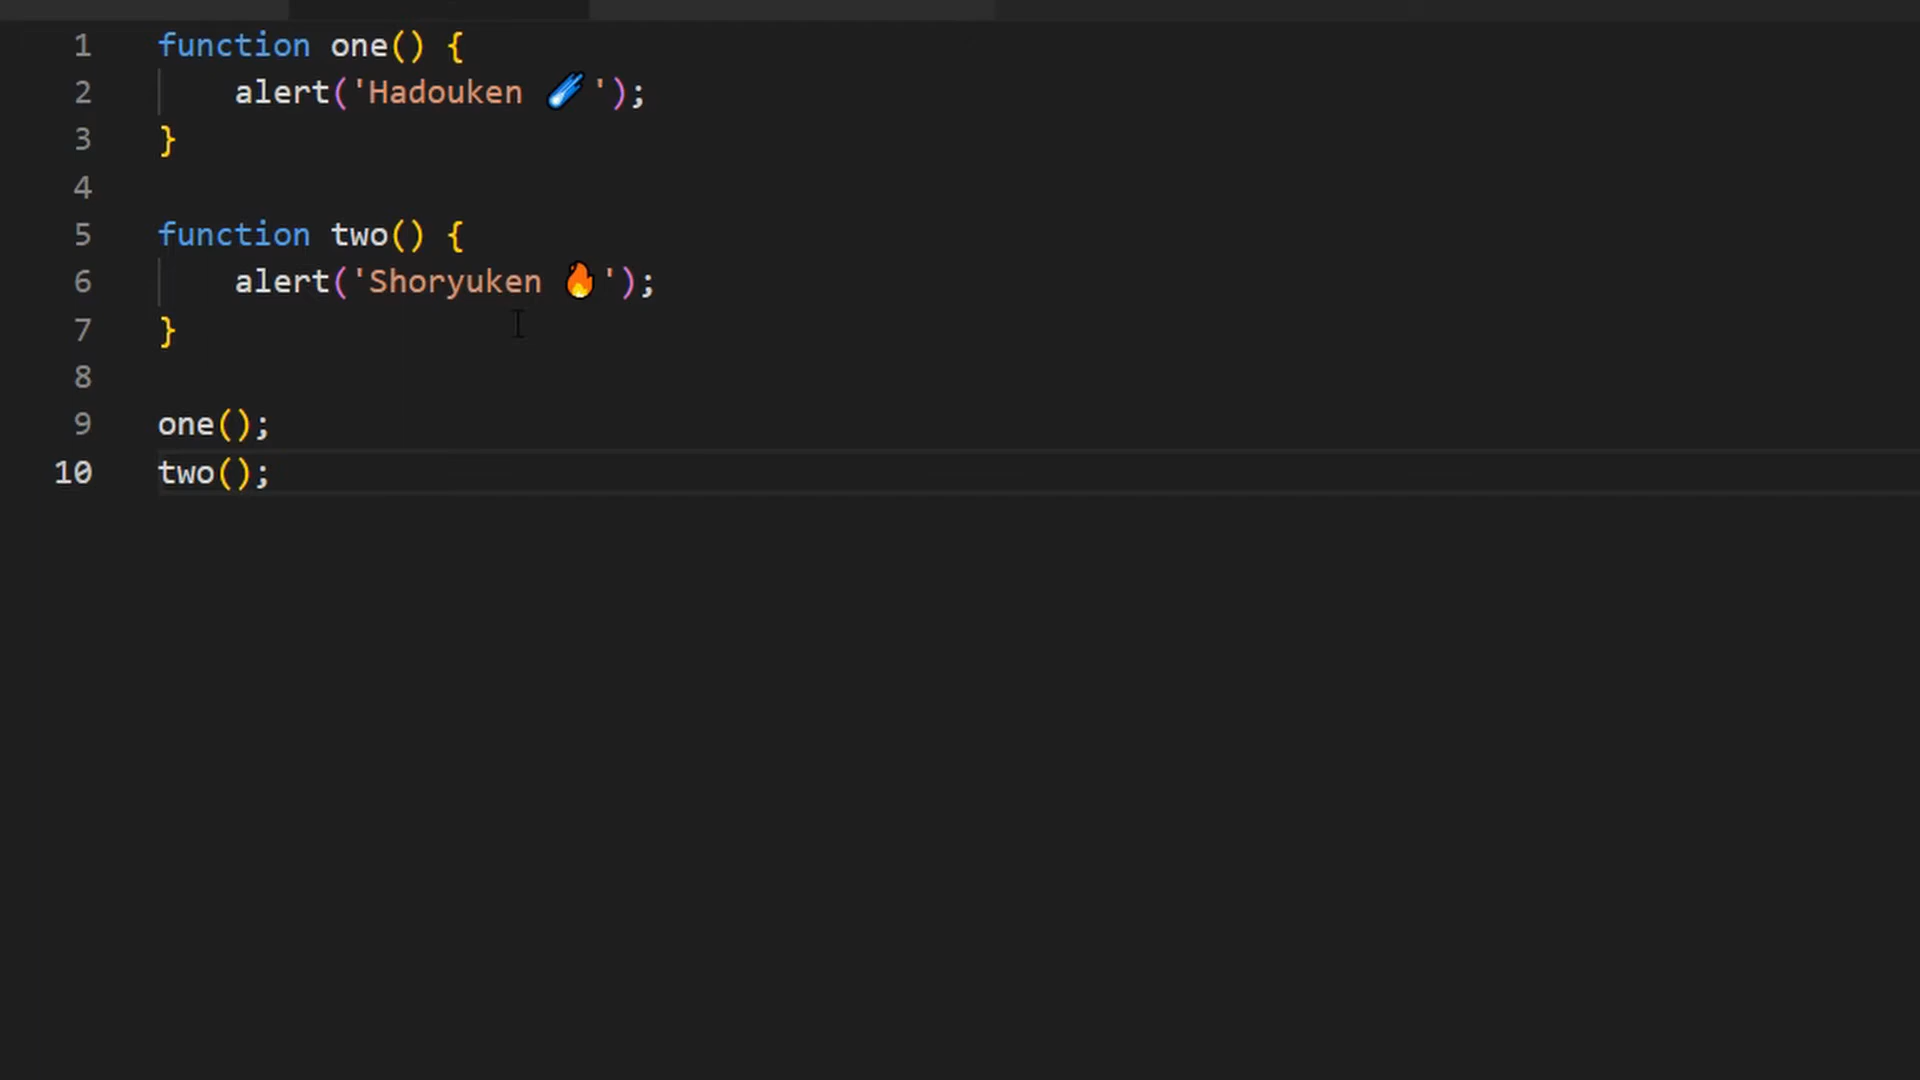 1 function one() {
2 alert('Hadouken ☄️');
3 }
4
5 function two() {
6 alert('Shoryuken 🔥');
7 }
8
9 one();
10 two();